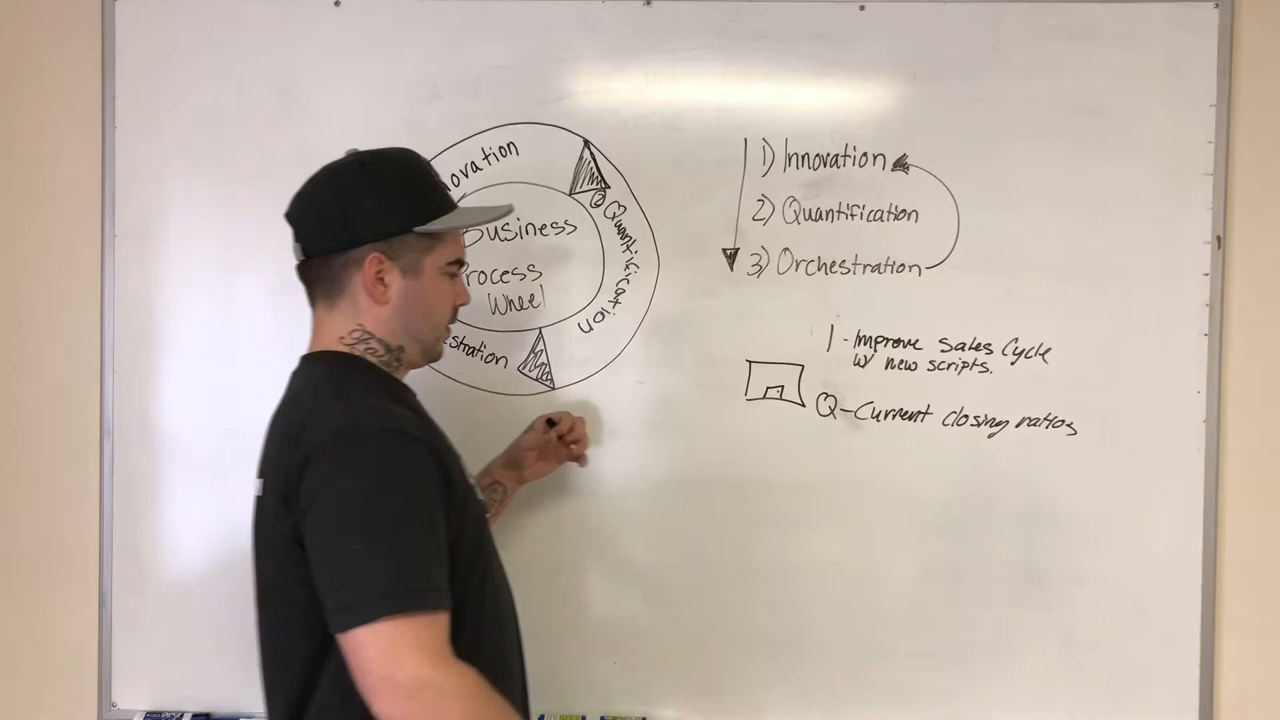 ovation
② Quantification
Business
Process
Wheel
stration
1) Innovation
2) Quantification
3) Orchestration
I - Improve Sales Cycle
w/ new scripts.
Q - Current closing ratios